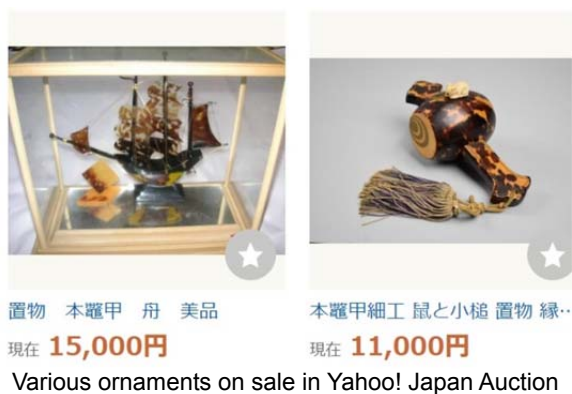 置物　本鼈甲　舟　美品
現在 15,000円
本鼈甲細工 鼠と小槌 置物 縁…
現在 11,000円
Various ornaments on sale in Yahoo! Japan Auction